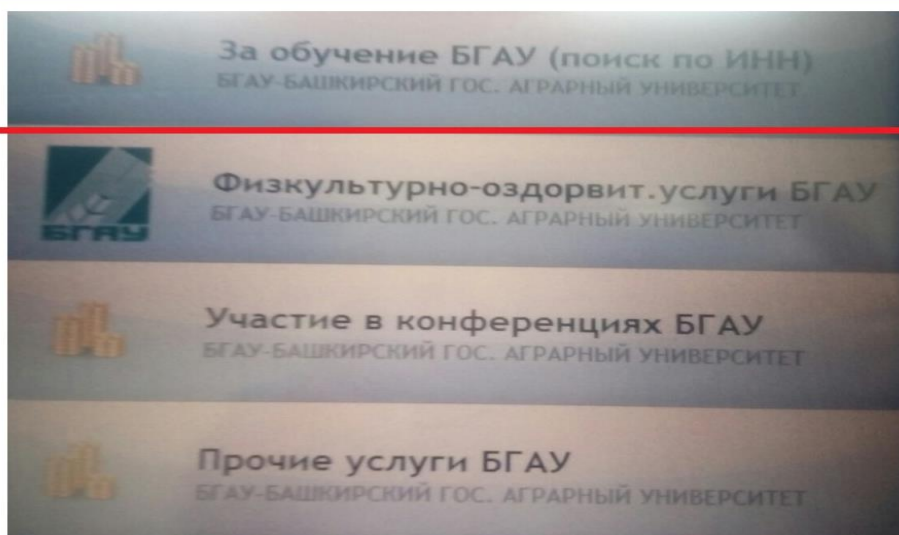 За обучение БГАУ (поиск по ИНН)
БГАУ-БАШКИРСКИЙ ГОС. АГРАРНЫЙ УНИВЕРСИТЕТ
Физкультурно-оздорвит.услуги БГАУ
БГАУ-БАШКИРСКИЙ ГОС. АГРАРНЫЙ УНИВЕРСИТЕТ
БГАУ
Участие в конференциях БГАУ
БГАУ-БАШКИРСКИЙ ГОС. АГРАРНЫЙ УНИВЕРСИТЕТ
Прочие услуги БГАУ
БГАУ-БАШКИРСКИЙ ГОС. АГРАРНЫЙ УНИВЕРСИТЕТ